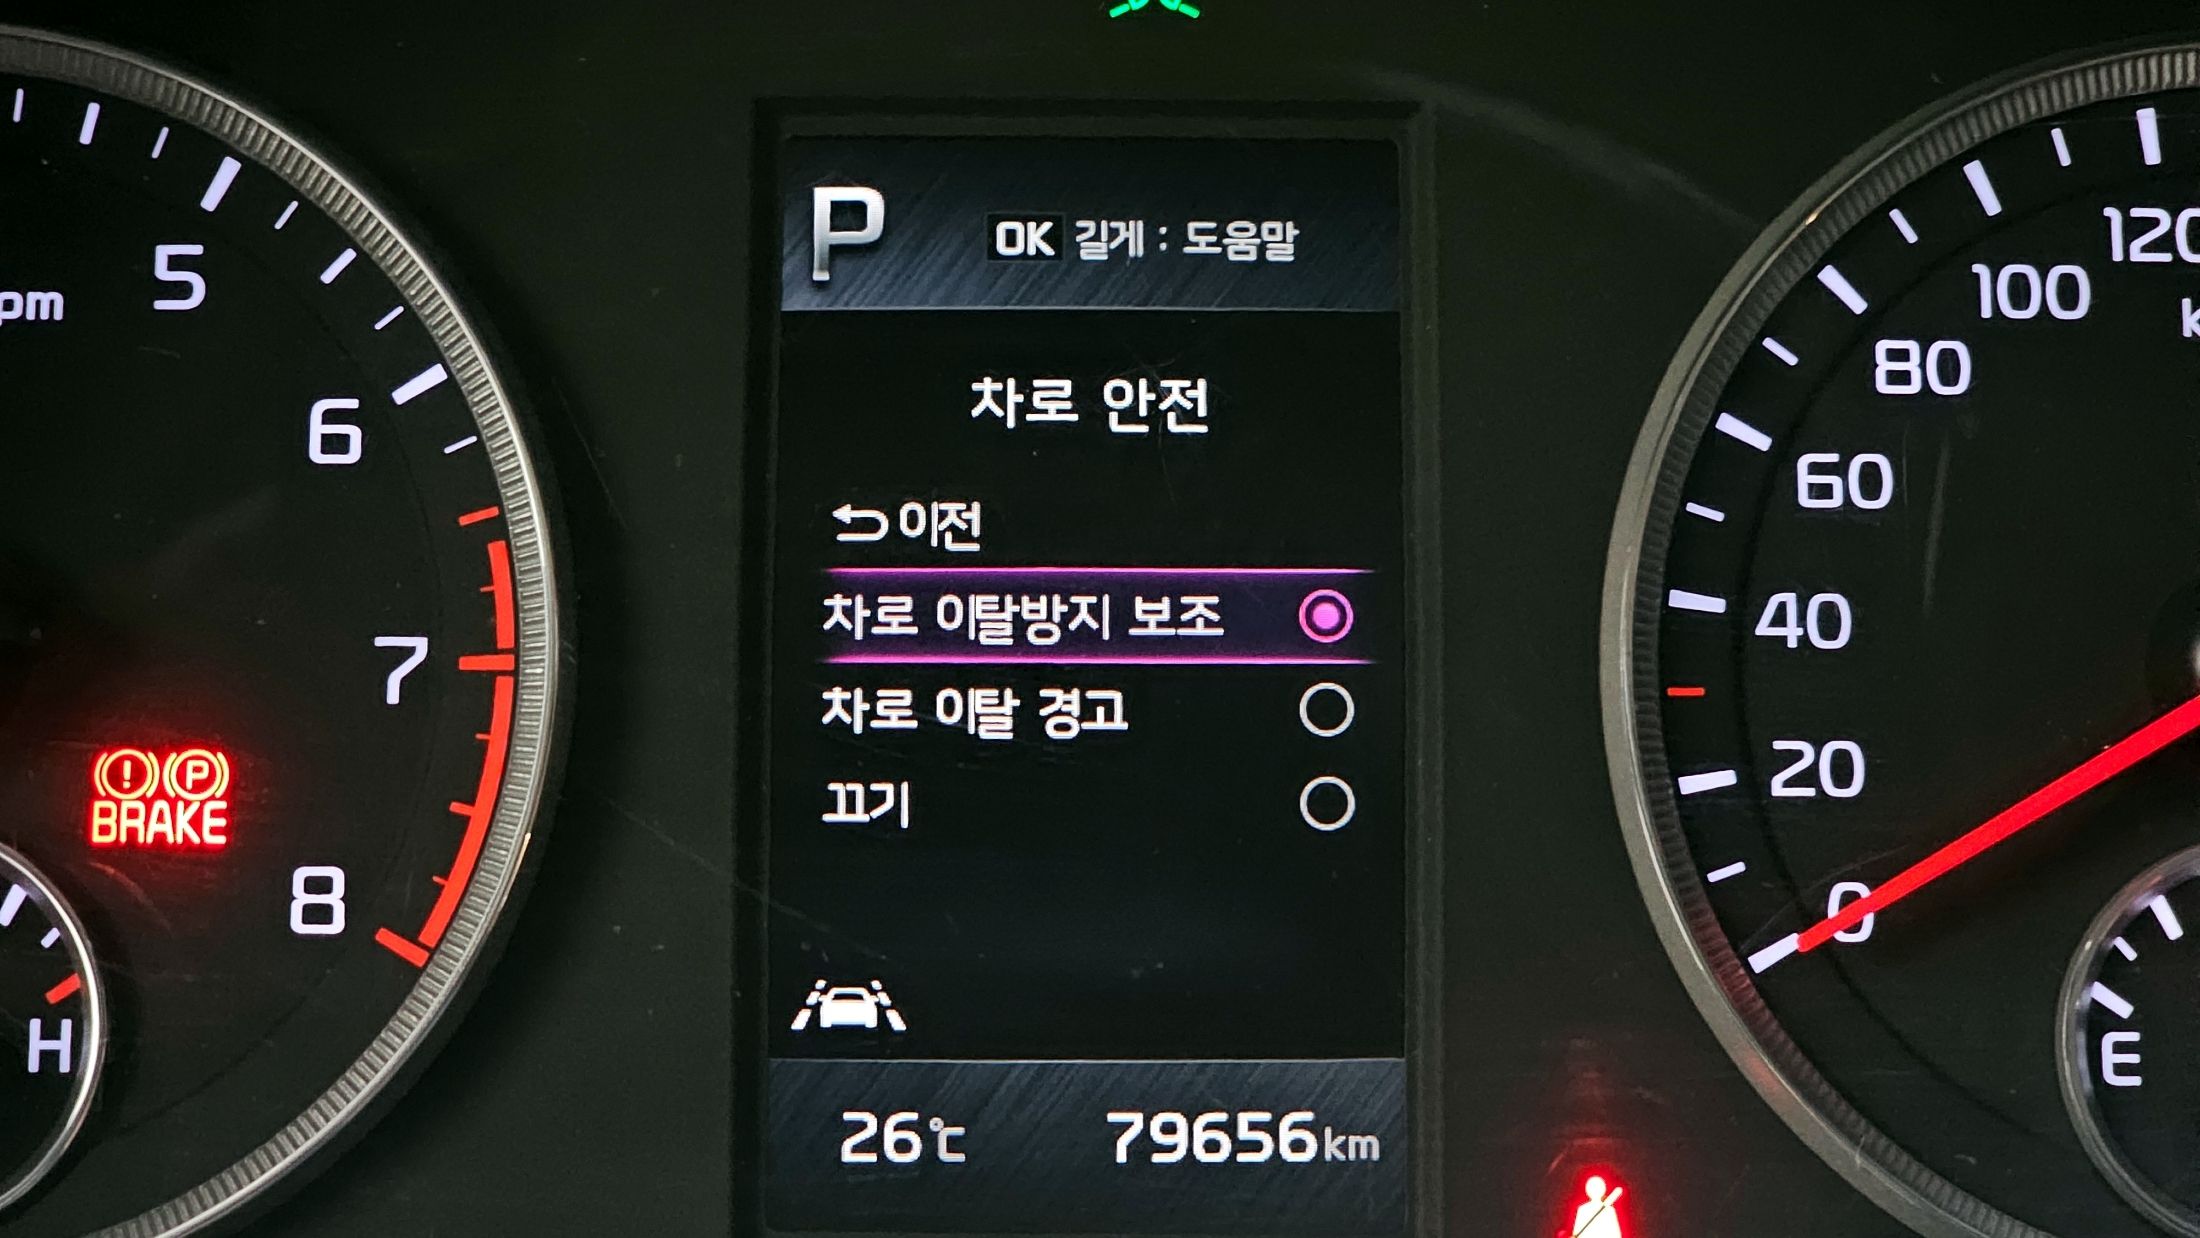 P
OK 길게 : 도움말
차로 안전
이전
차로 이탈방지 보조
차로 이탈 경고
끄기
26℃ 79656km
5
6
7
8
H
(!) (P)
BRAKE
120
100
80
60
40
20
0
E